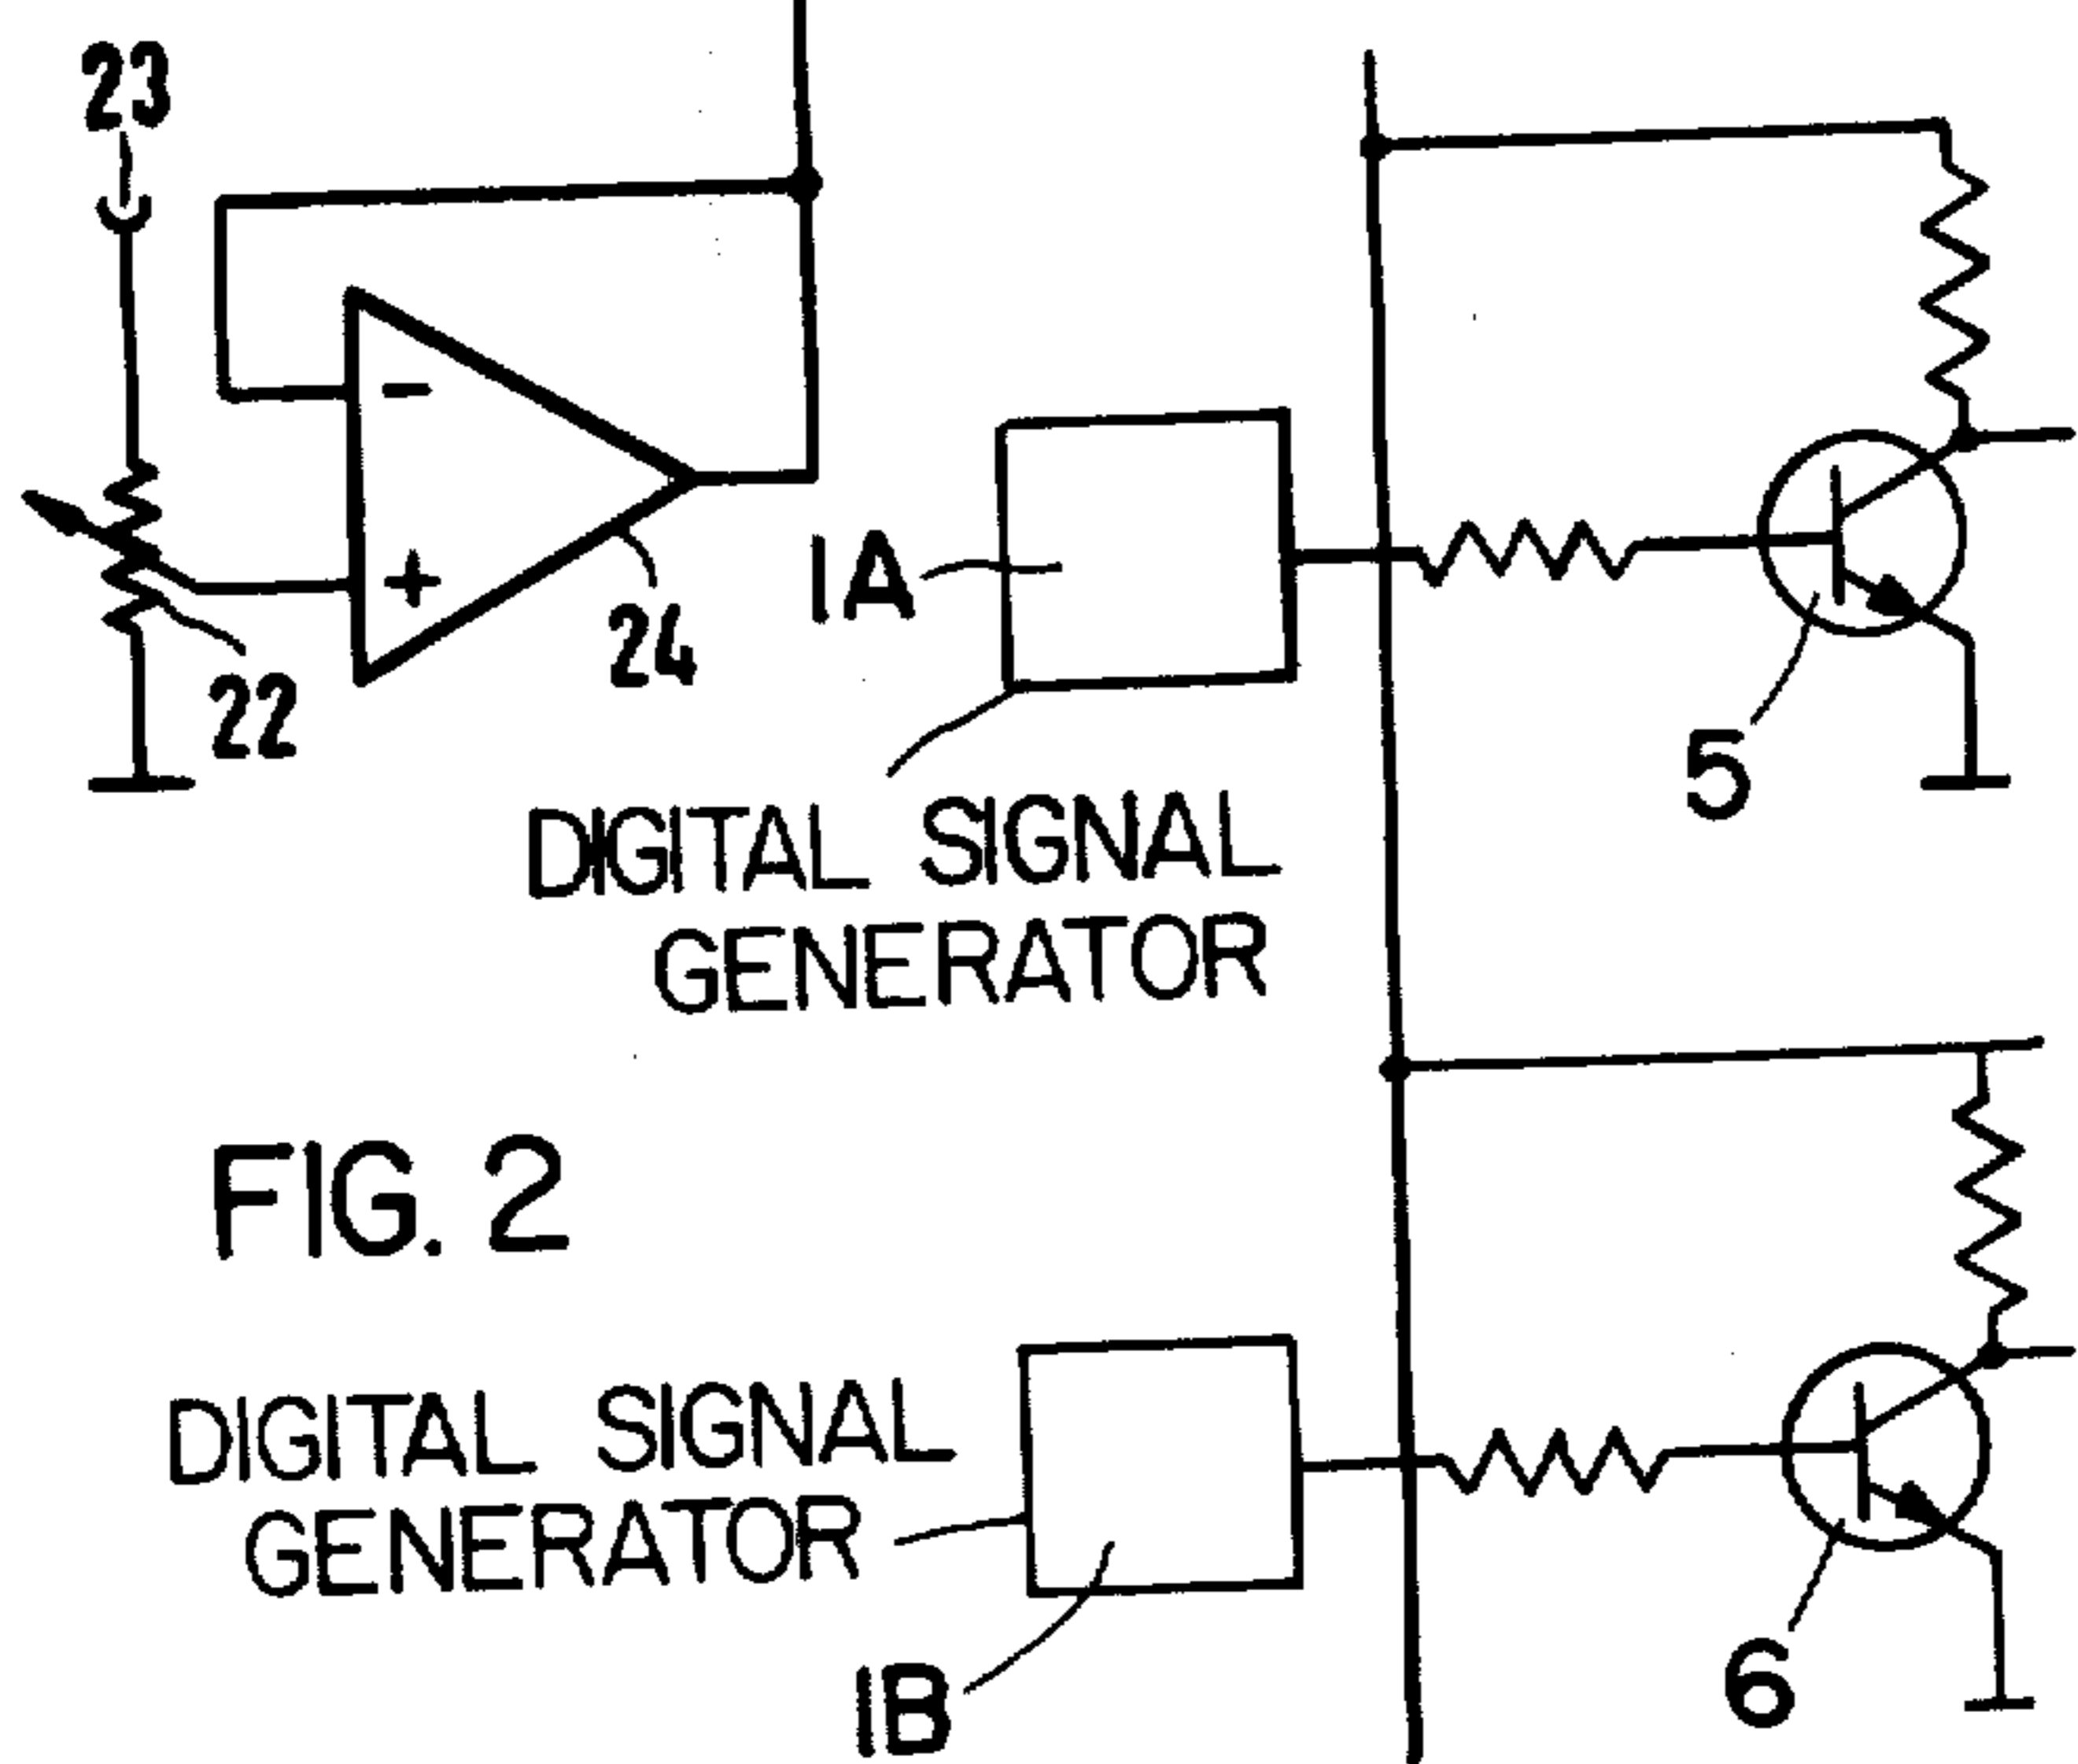 23
-
+
24
22
1A
5
DIGITAL SIGNAL
GENERATOR
FIG. 2
DIGITAL SIGNAL
GENERATOR
1B
6